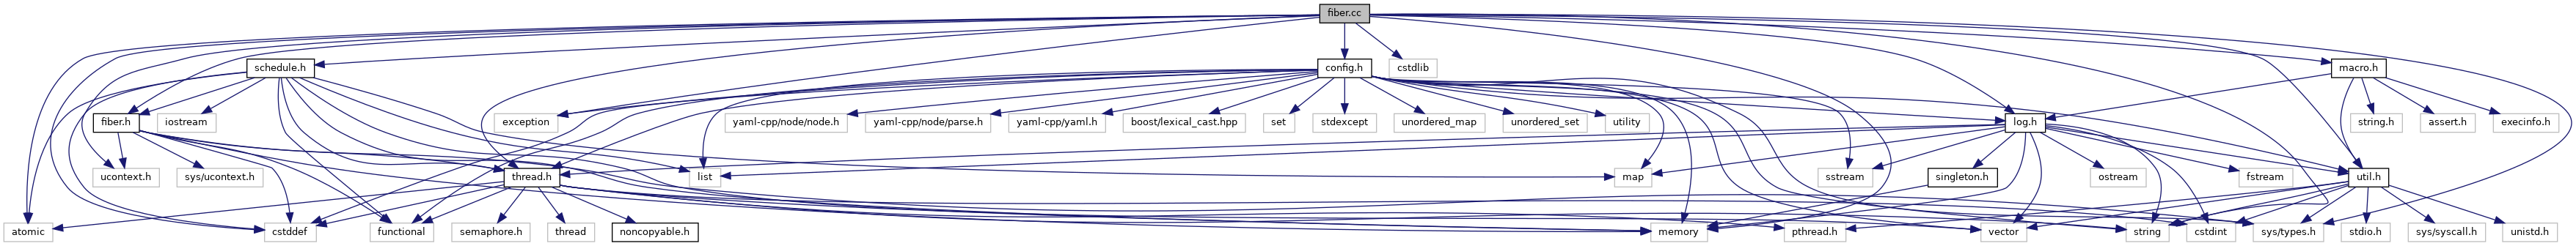 fiber.cc
schedule.h
config.h
cstdlib
macro.h
fiber.h
iostream
exception
yaml-cpp/node/node.h
yaml-cpp/node/parse.h
yaml-cpp/yaml.h
boost/lexical_cast.hpp
set
stdexcept
unordered_map
unordered_set
utility
log.h
string.h
assert.h
execinfo.h
ucontext.h
sys/ucontext.h
thread.h
list
map
sstream
singleton.h
ostream
fstream
util.h
atomic
cstddef
functional
semaphore.h
thread
noncopyable.h
memory
pthread.h
vector
string
cstdint
sys/types.h
stdio.h
sys/syscall.h
unistd.h